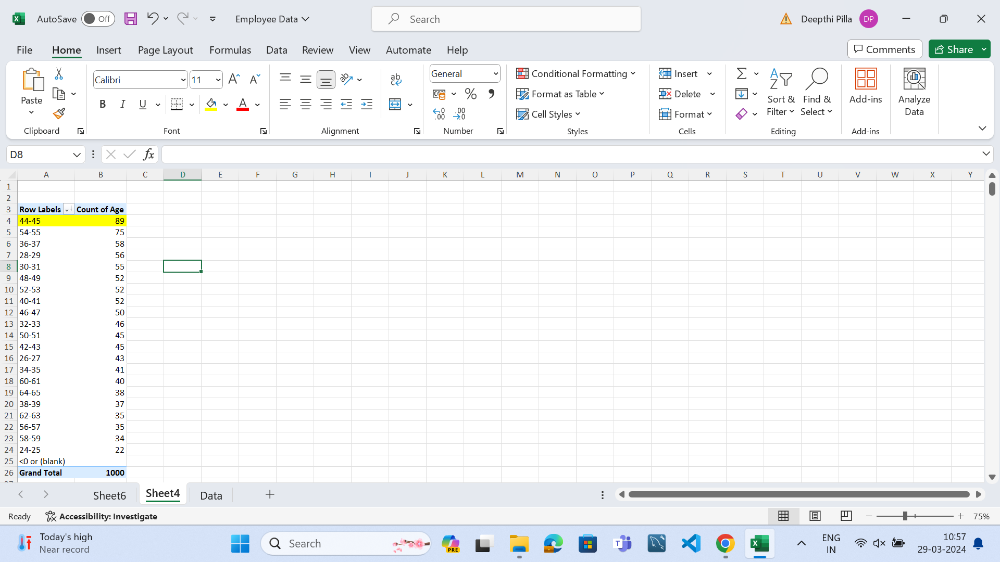 AutoSave Off Employee Data Search Deepthi Pilla DP
File Home Insert Page Layout Formulas Data Review View Automate Help Comments Share
Paste Calibri 11 General Conditional Formatting Format as Table Cell Styles Insert Delete Format Sort & Filter Find & Select Add-ins Analyze Data
Clipboard Font Alignment Number Styles Cells Editing Add-ins
D8 fx
A B C D E F G H I J K L M N O P Q R S T U V W X Y
1
2
3 Row Labels Count of Age
4 44-45 89
5 54-55 75
6 36-37 58
7 28-29 56
8 30-31 55
9 48-49 52
10 52-53 52
11 40-41 52
12 46-47 50
13 32-33 46
14 50-51 45
15 42-43 45
16 26-27 43
17 34-35 41
18 60-61 40
19 64-65 38
20 38-39 37
21 62-63 35
22 56-57 35
23 58-59 34
24 24-25 22
25 <0 or (blank)
26 Grand Total 1000
Sheet6 Sheet4 Data
Ready Accessibility: Investigate 75%
Today's high Search PRE ENG 10:57
Near record IN 29-03-2024